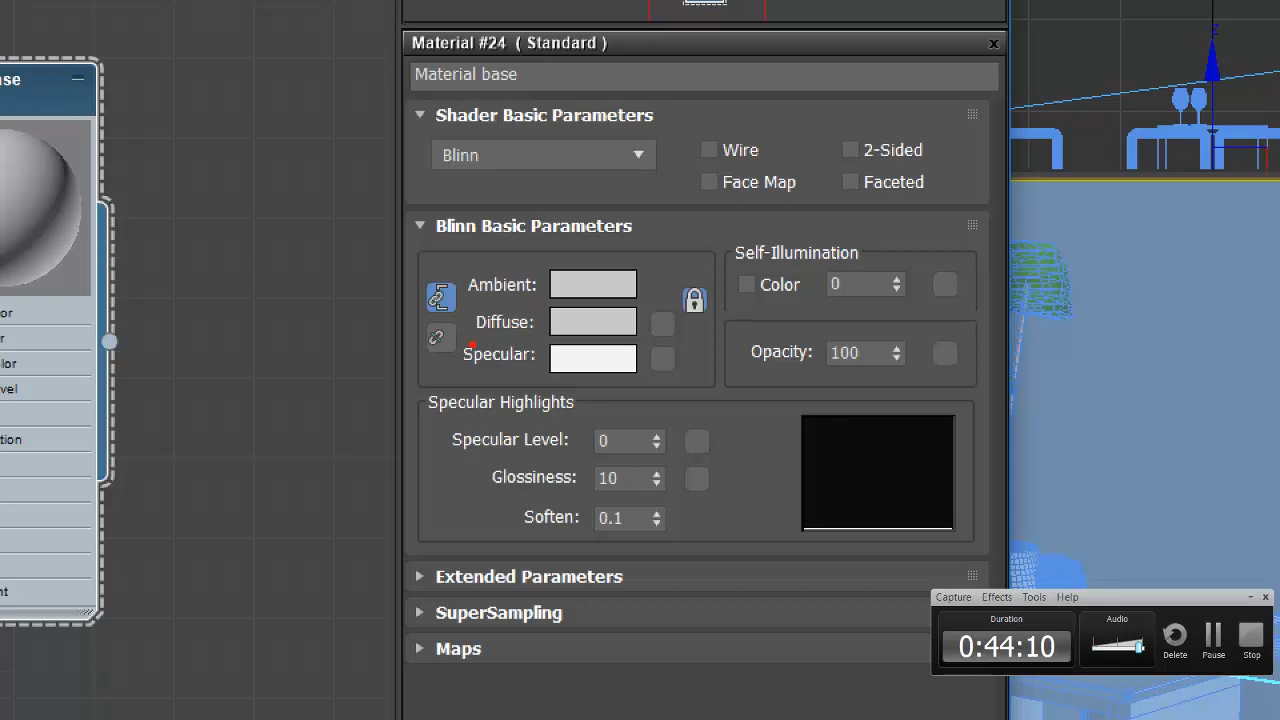 Material #24 ( Standard )
Material base
Shader Basic Parameters
Blinn
Wire
2-Sided
Face Map
Faceted
Blinn Basic Parameters
Ambient:
Diffuse:
Specular:
Self-Illumination
Color
0
Opacity:
100
Specular Highlights
Specular Level:
0
Glossiness:
10
Soften:
0.1
Extended Parameters
SuperSampling
Maps
Capture Effects Tools Help
Duration
0:44:10
Audio
Delete
Pause
Stop
Z